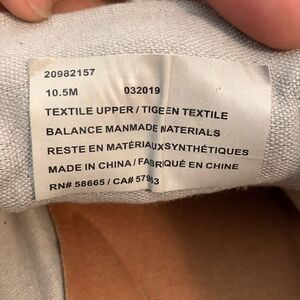 20982157
10.5M 032019
TEXTILE UPPER / TIGE EN TEXTILE
BALANCE MANMADE MATERIALS
RESTE EN MATÉRIAUX SYNTHÉTIQUES
MADE IN CHINA / FABRIQUÉ EN CHINE
RN# 58665 / CA#